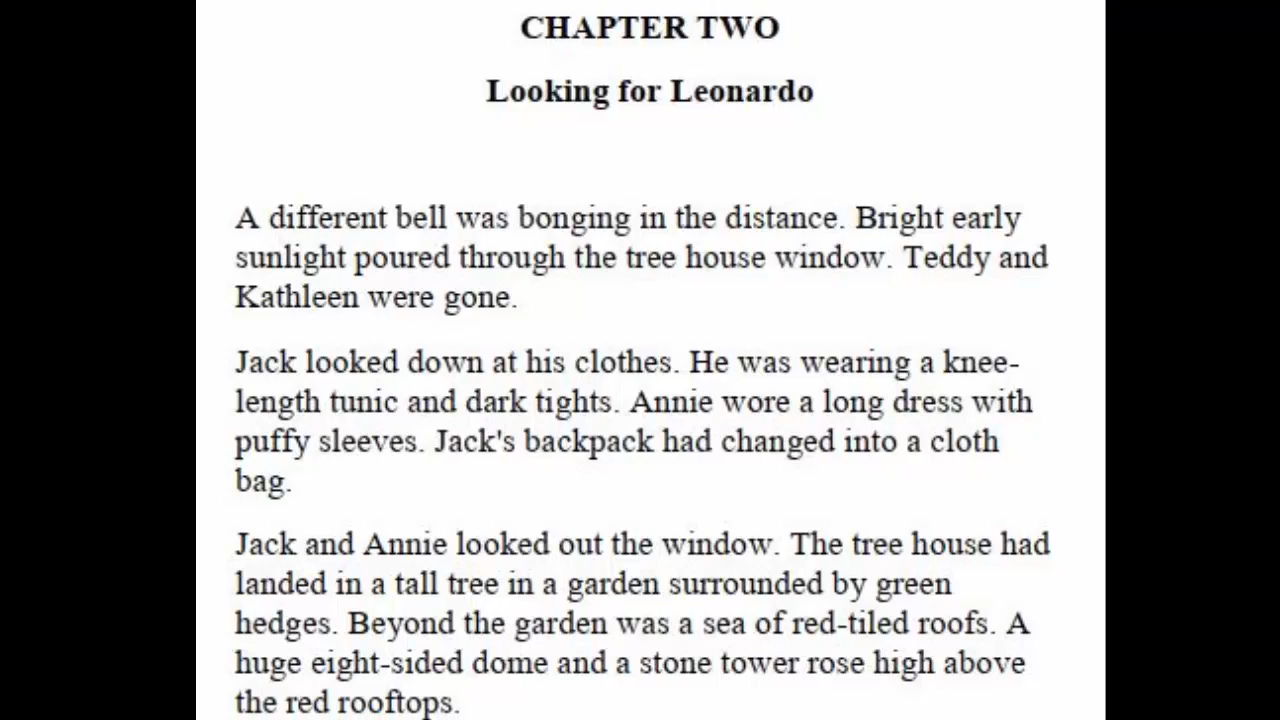 CHAPTER TWO
Looking for Leonardo
A different bell was bonging in the distance. Bright early
sunlight poured through the tree house window. Teddy and
Kathleen were gone.
Jack looked down at his clothes. He was wearing a knee-
length tunic and dark tights. Annie wore a long dress with
puffy sleeves. Jack's backpack had changed into a cloth
bag.
Jack and Annie looked out the window. The tree house had
landed in a tall tree in a garden surrounded by green
hedges. Beyond the garden was a sea of red-tiled roofs. A
huge eight-sided dome and a stone tower rose high above
the red rooftops.